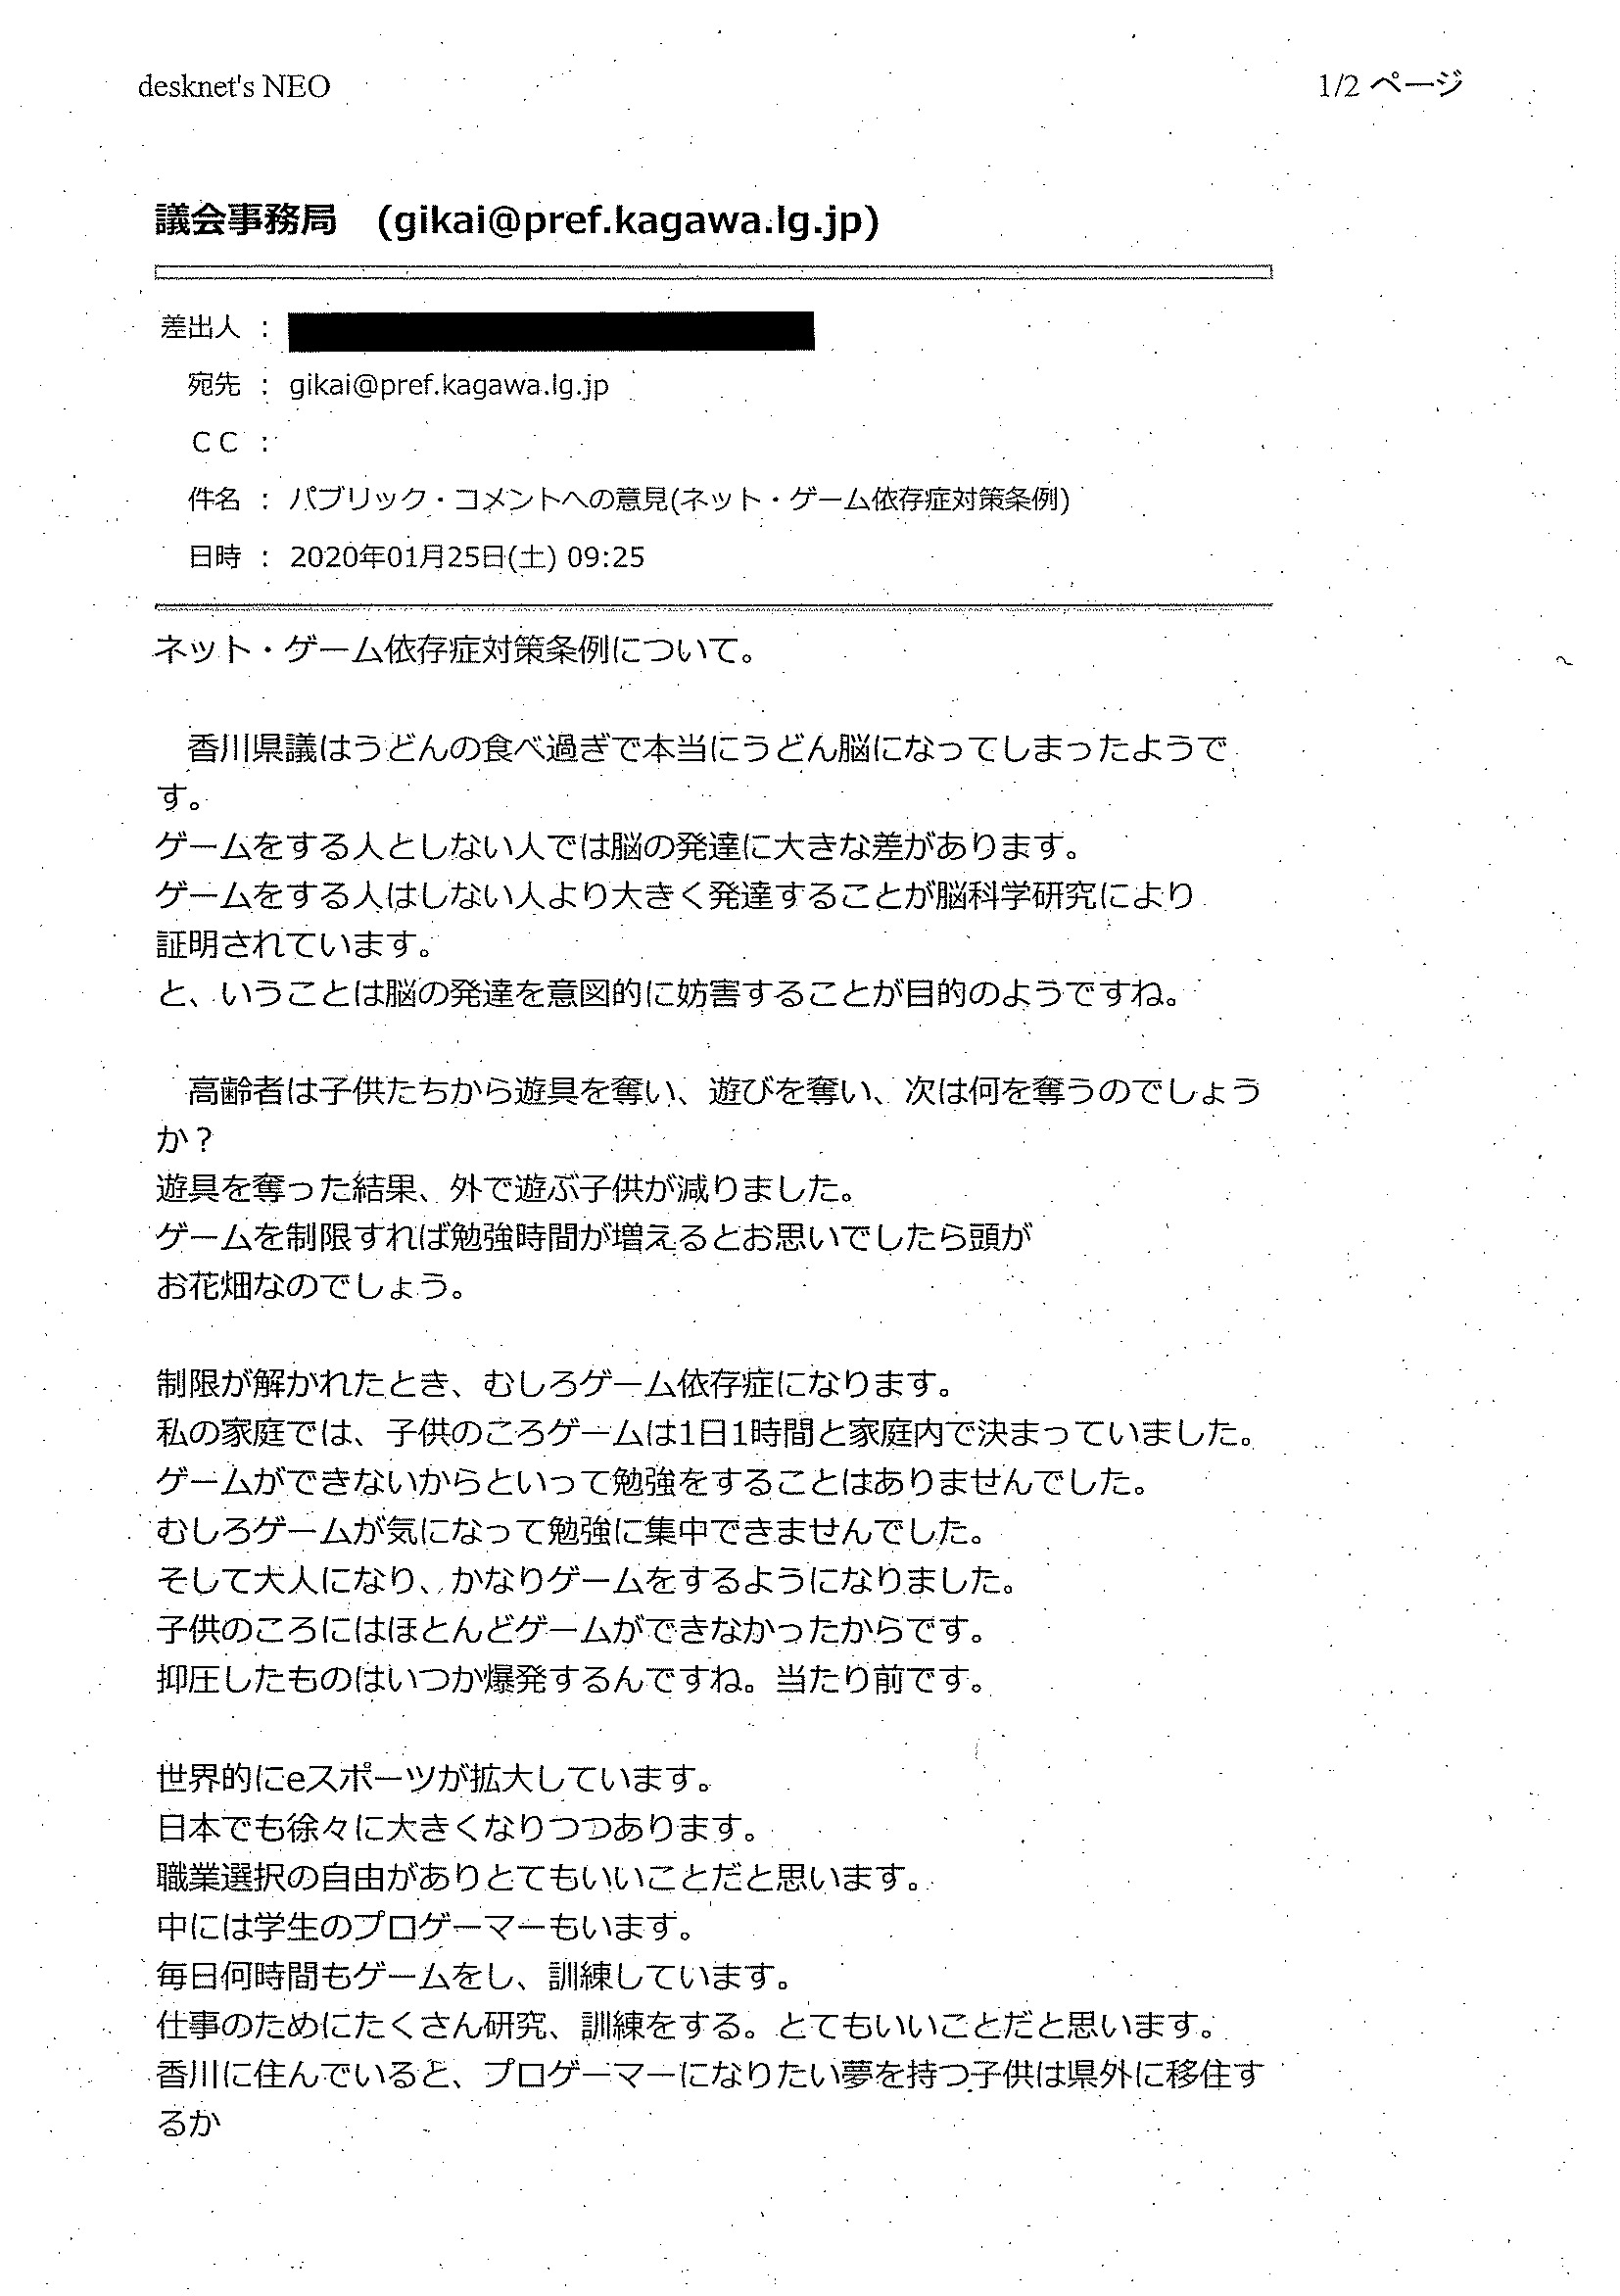 desknet's NEO
1/2 ページ
議会事務局　(gikai@pref.kagawa.lg.jp)
差出人 ：
宛先 ： gikai@pref.kagawa.lg.jp
ＣＣ ：
件名 ： パブリック・コメントへの意見(ネット・ゲーム依存症対策条例)
日時 ： 2020年01月25日(土) 09:25
ネット・ゲーム依存症対策条例について。
　香川県議はうどんの食べ過ぎで本当にうどん脳になってしまったようで
す。
ゲームをする人としない人では脳の発達に大きな差があります。
ゲームをする人はしない人より大きく発達することが脳科学研究により
証明されています。
と、いうことは脳の発達を意図的に妨害することが目的のようですね。
　高齢者は子供たちから遊具を奪い、遊びを奪い、次は何を奪うのでしょう
か？
遊具を奪った結果、外で遊ぶ子供が減りました。
ゲームを制限すれば勉強時間が増えるとお思いでしたら頭が
お花畑なのでしょう。
制限が解かれたとき、むしろゲーム依存症になります。
私の家庭では、子供のころゲームは1日1時間と家庭内で決まっていました。
ゲームができないからといって勉強をすることはありませんでした。
むしろゲームが気になって勉強に集中できませんでした。
そして大人になり、かなりゲームをするようになりました。
子供のころにはほとんどゲームができなかったからです。
抑圧したものはいつか爆発するんですね。当たり前です。
世界的にeスポーツが拡大しています。
日本でも徐々に大きくなりつつあります。
職業選択の自由がありとてもいいことだと思います。
中には学生のプロゲーマーもいます。
毎日何時間もゲームをし、訓練しています。
仕事のためにたくさん研究、訓練をする。とてもいいことだと思います。
香川に住んでいると、プロゲーマーになりたい夢を持つ子供は県外に移住す
るか